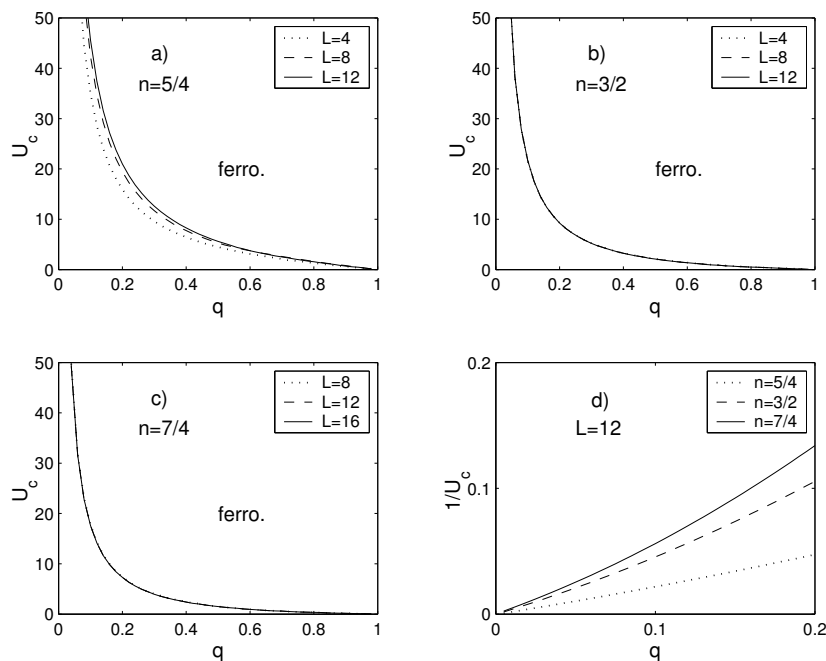 a)
n=5/4
L=4
L=8
L=12
ferro.
U_c
50
40
30
20
10
0
0
0.2
0.4
0.6
0.8
1
q
b)
n=3/2
L=4
L=8
L=12
ferro.
U_c
50
40
30
20
10
0
0
0.2
0.4
0.6
0.8
1
q
c)
n=7/4
L=8
L=12
L=16
ferro.
U_c
50
40
30
20
10
0
0
0.2
0.4
0.6
0.8
1
q
d)
L=12
n=5/4
n=3/2
n=7/4
1/U_c
0.2
0.1
0
0
0.1
0.2
q